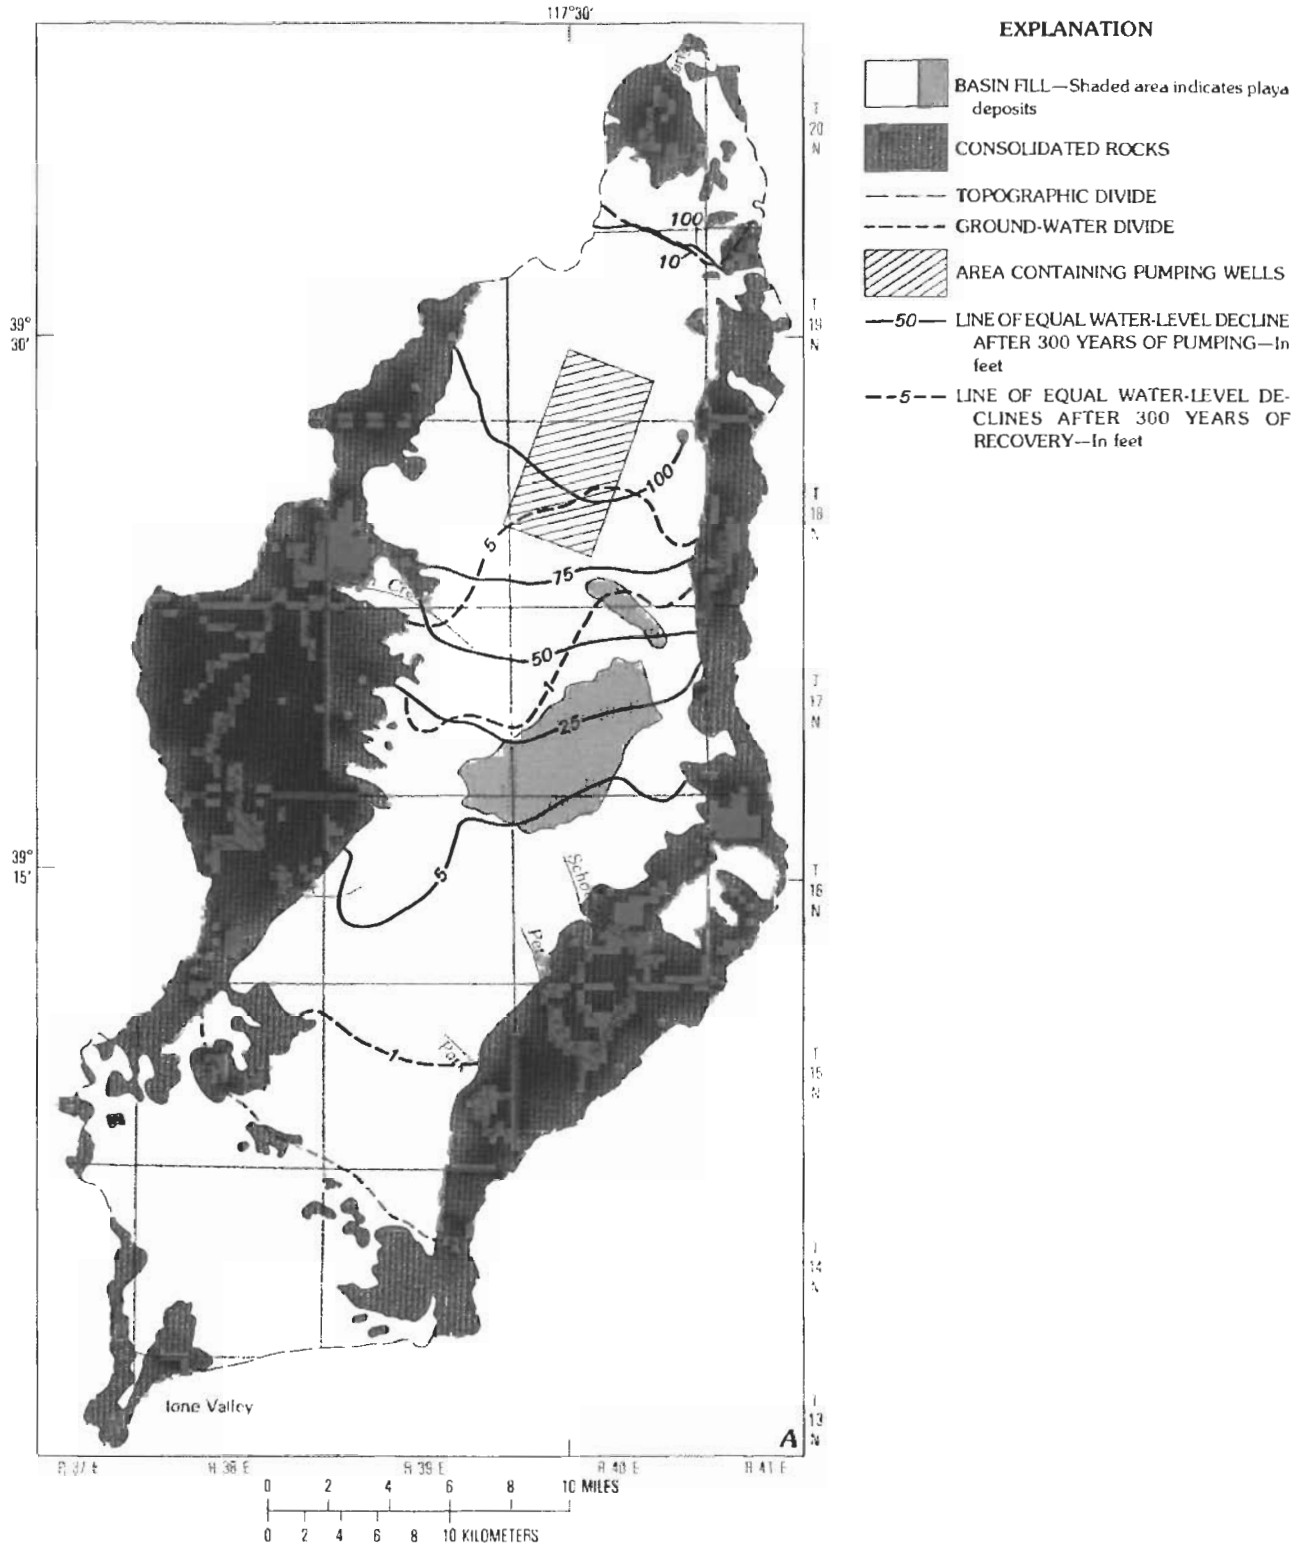 117°30'
EXPLANATION
BASIN FILL—Shaded area indicates playa
deposits
CONSOLIDATED ROCKS
TOPOGRAPHIC DIVIDE
GROUND-WATER DIVIDE
AREA CONTAINING PUMPING WELLS
—50— LINE OF EQUAL WATER-LEVEL DECLINE
AFTER 300 YEARS OF PUMPING—In
feet
—-5-— LINE OF EQUAL WATER-LEVEL DE-
CLINES AFTER 300 YEARS OF
RECOVERY—In feet
T
20
N
100
10
39°
30'
T
19
N
100
T
18
N
5
75
50
1
T
17
N
25
39°
15'
5
T
16
N
1
T
15
N
T
14
N
Ione Valley
T
13
N
A
R 37 E
R 38 E
R 39 E
R 40 E
R 41 E
0 2 4 6 8 10 MILES
0 2 4 6 8 10 KILOMETERS